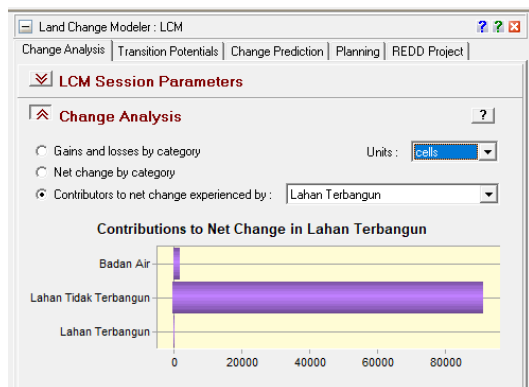 Land Change Modeler : LCM ? ?
Change Analysis Transition Potentials Change Prediction Planning REDD Project
LCM Session Parameters
Change Analysis ?
Gains and losses by category Units : cells
Net change by category
Contributors to net change experienced by : Lahan Terbangun
Contributions to Net Change in Lahan Terbangun
Badan Air
Lahan Tidak Terbangun
Lahan Terbangun
0 20000 40000 60000 80000